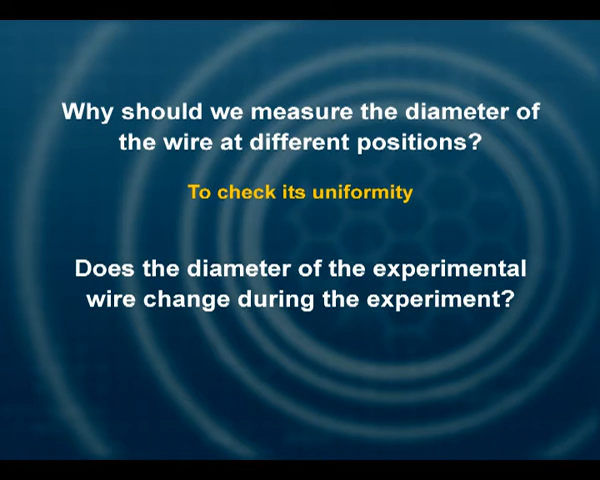 Why should we measure the diameter of
the wire at different positions?
To check its uniformity
Does the diameter of the experimental
wire change during the experiment?